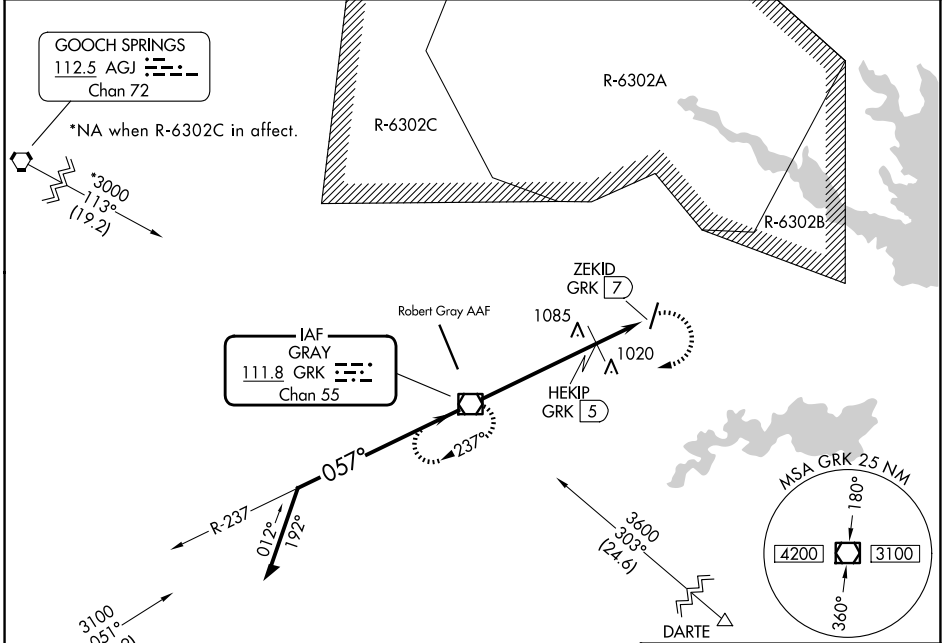 GOOCH SPRINGS
112.5 AGJ
Chan 72
*NA when R-6302C in affect.
*3000
113°
(19.2)
R-6302C
R-6302A
R-6302B
ZEKID
GRK 7
Robert Gray AAF
1085
1020
IAF
GRAY
111.8 GRK
Chan 55
HEKIP
GRK 5
057°
237°
R-237
012°
192°
3100
051°
3600
303°
(24.6)
DARTE
MSA GRK 25 NM
180°
4200
3100
360°